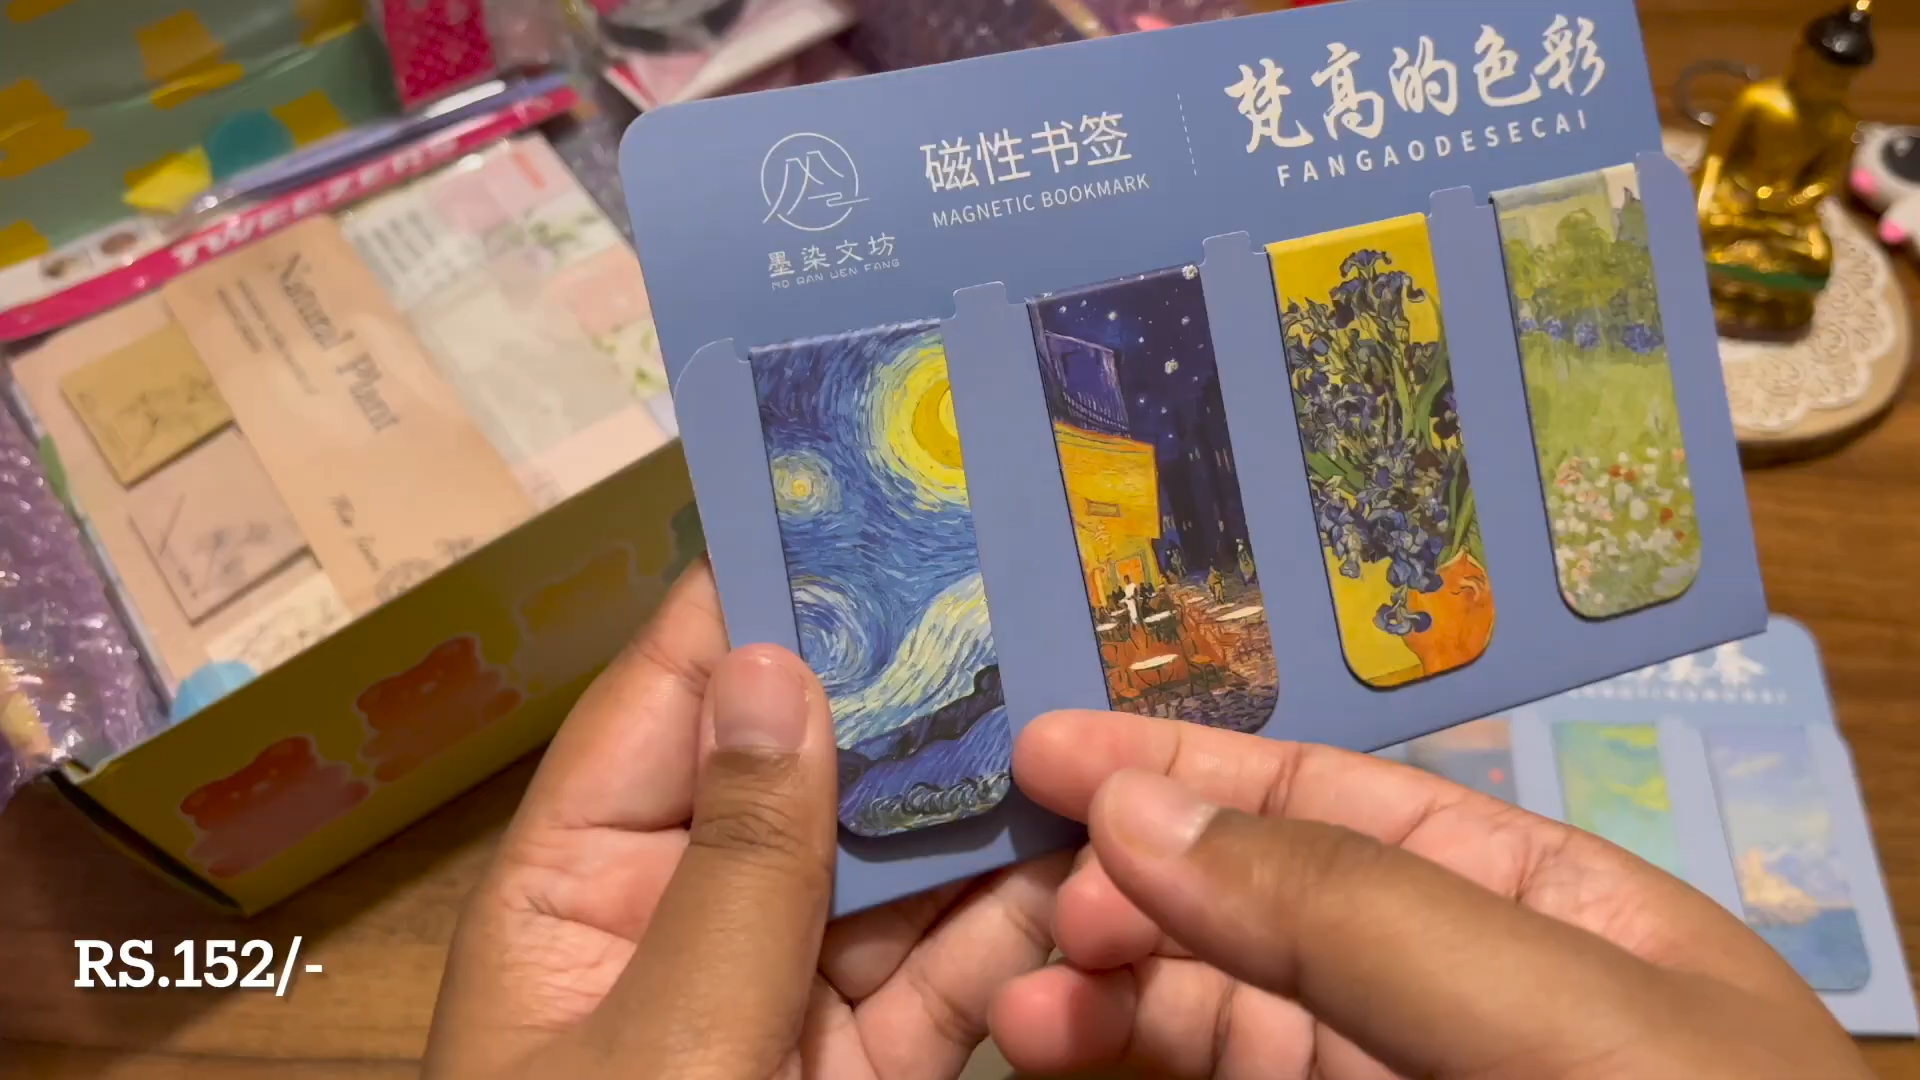 梵高的色彩
FANGAODESECAI
磁性书签
MAGNETIC BOOKMARK
墨染文坊
MO RAN WEN FANG
TWEEZERS
Natural Plant
RS.152/-